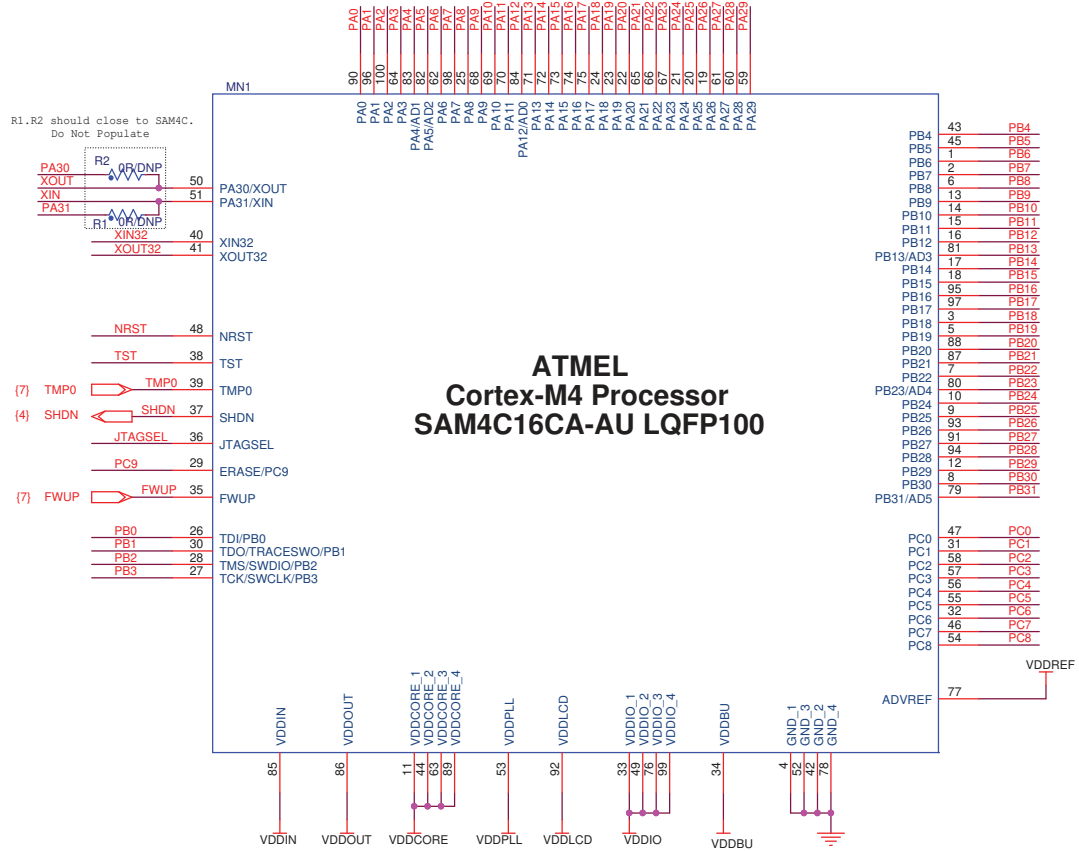 PA0 PA1 PA2 PA3 PA4 PA5 PA6 PA7 PA8 PA9 PA10 PA11 PA12 PA13 PA14 PA15 PA16 PA17 PA18 PA19 PA20 PA21 PA22 PA23 PA24 PA25 PA26 PA27 PA28 PA29
90 96 100 64 83 82 62 98 25 68 69 70 84 71 72 73 74 75 24 23 22 65 66 67 21 20 19 61 60 59
MN1
PA0 PA1 PA2 PA3 PA4/AD1 PA5/AD2 PA6 PA7 PA8 PA9 PA10 PA11 PA12/AD0 PA13 PA14 PA15 PA16 PA17 PA18 PA19 PA20 PA21 PA22 PA23 PA24 PA25 PA26 PA27 PA28 PA29
R1.R2 should close to SAM4C.
Do Not Populate
R2 0R/DNP
PA30
XOUT 50 PA30/XOUT
XIN 51 PA31/XIN
PA31
R1 0R/DNP
XIN32 40 XIN32
XOUT32 41 XOUT32
NRST 48 NRST
TST 38 TST
{7} TMP0 TMP0 39 TMP0
{4} SHDN SHDN 37 SHDN
JTAGSEL 36 JTAGSEL
PC9 29 ERASE/PC9
{7} FWUP FWUP 35 FWUP
PB0 26 TDI/PB0
PB1 30 TDO/TRACESWO/PB1
PB2 28 TMS/SWDIO/PB2
PB3 27 TCK/SWCLK/PB3
ATMEL
Cortex-M4 Processor
SAM4C16CA-AU LQFP100
PB4 43 PB4
PB5 45 PB5
PB6 1 PB6
PB7 2 PB7
PB8 6 PB8
PB9 13 PB9
PB10 14 PB10
PB11 15 PB11
PB12 16 PB12
PB13/AD3 81 PB13
PB14 17 PB14
PB15 18 PB15
PB16 95 PB16
PB17 97 PB17
PB18 3 PB18
PB19 5 PB19
PB20 88 PB20
PB21 87 PB21
PB22 7 PB22
PB23/AD4 80 PB23
PB24 10 PB24
PB25 9 PB25
PB26 93 PB26
PB27 91 PB27
PB28 94 PB28
PB29 12 PB29
PB30 8 PB30
PB31/AD5 79 PB31
PC0 47 PC0
PC1 31 PC1
PC2 58 PC2
PC3 57 PC3
PC4 56 PC4
PC5 55 PC5
PC6 32 PC6
PC7 46 PC7
PC8 54 PC8
VDDREF
ADVREF 77
VDDIN VDDOUT VDDCORE_1 VDDCORE_2 VDDCORE_3 VDDCORE_4 VDDPLL VDDLCD VDDIO_1 VDDIO_2 VDDIO_3 VDDIO_4 VDDBU GND_1 GND_3 GND_2 GND_4
85 86 11 44 63 89 53 92 33 49 76 99 34 4 52 42 78
VDDIN VDDOUT VDDCORE VDDPLL VDDLCD VDDIO VDDBU